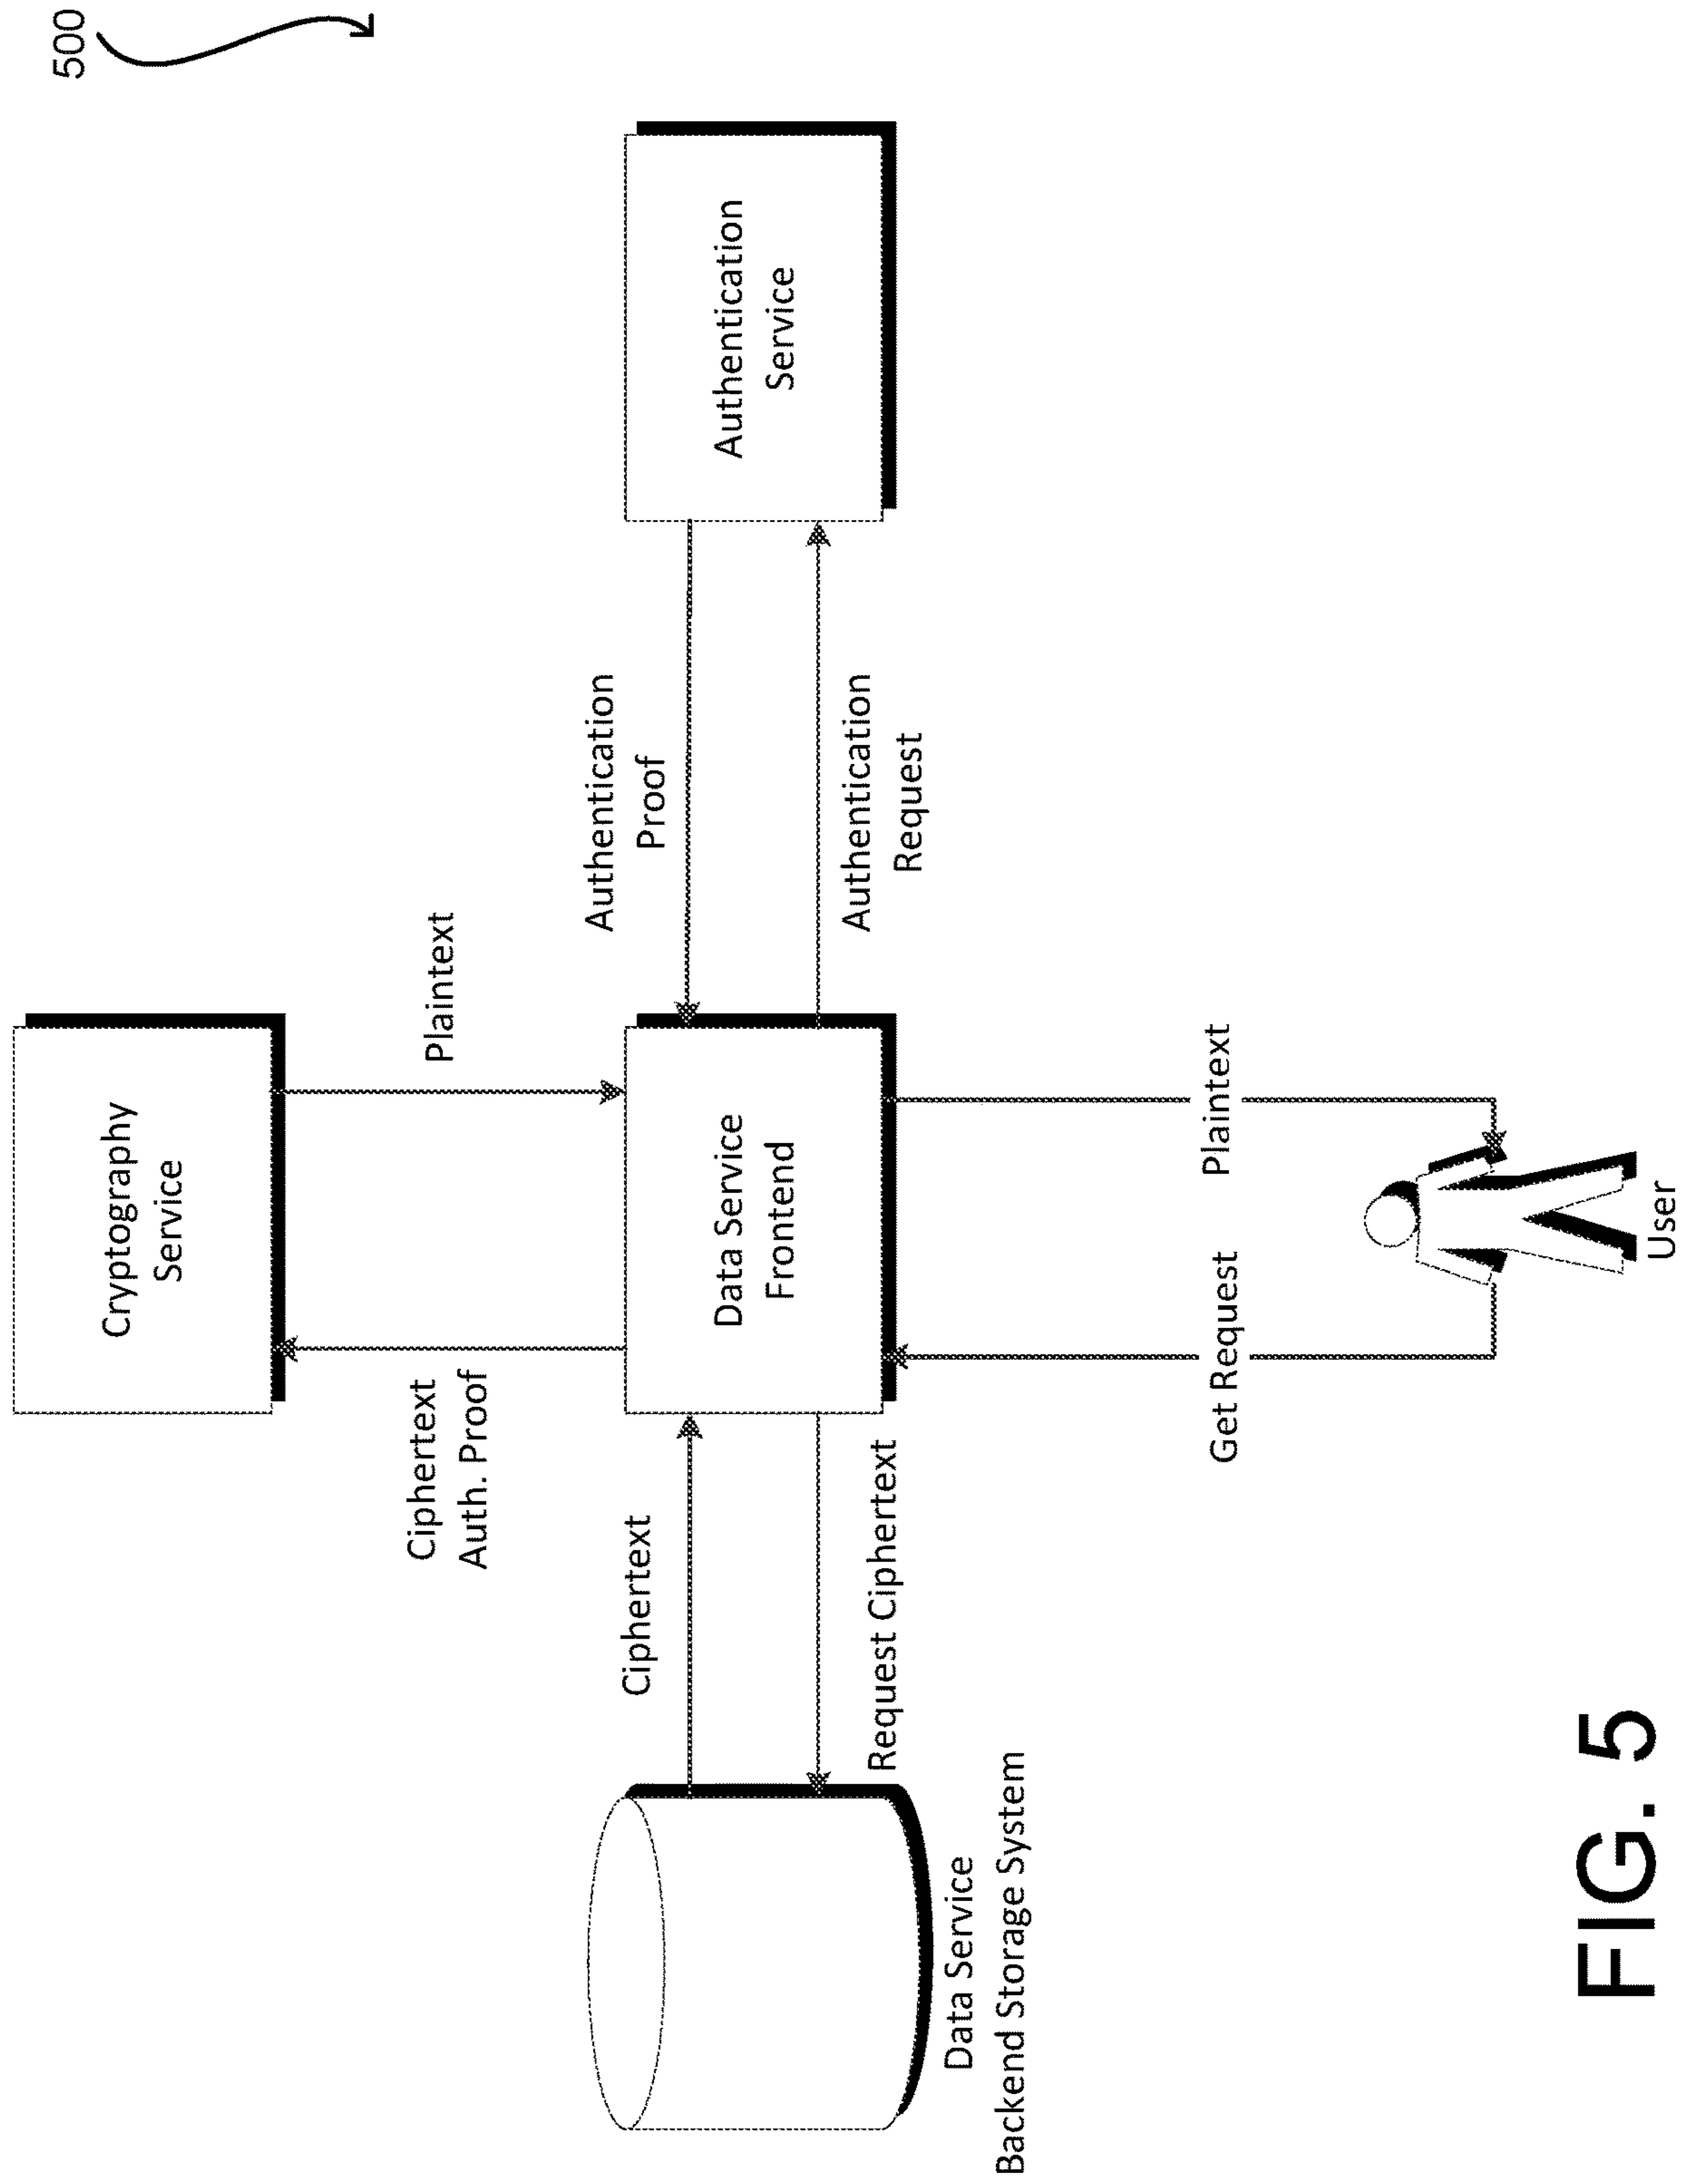 500
Cryptography
Service
Ciphertext
Auth. Proof
Plaintext
Ciphertext
Request Ciphertext
Data Service
Frontend
Authentication
Proof
Authentication
Request
Authentication
Service
Data Service
Backend Storage System
Get Request
Plaintext
User
FIG. 5